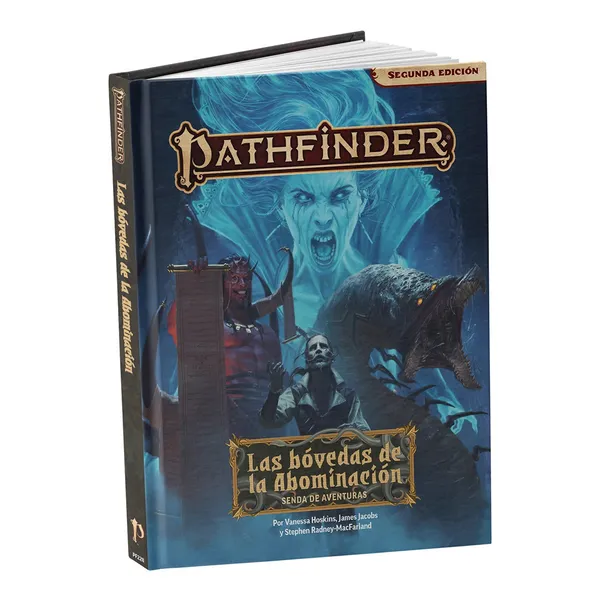 SEGUNDA EDICIÓN
PATHFINDER
Las bóvedas de
la Abominación
SENDA DE AVENTURAS
Por Vanessa Hoskins, James Jacobs
y Stephen Radney-MacFarland
PATHFINDER
Las bóvedas de la Abominación
P